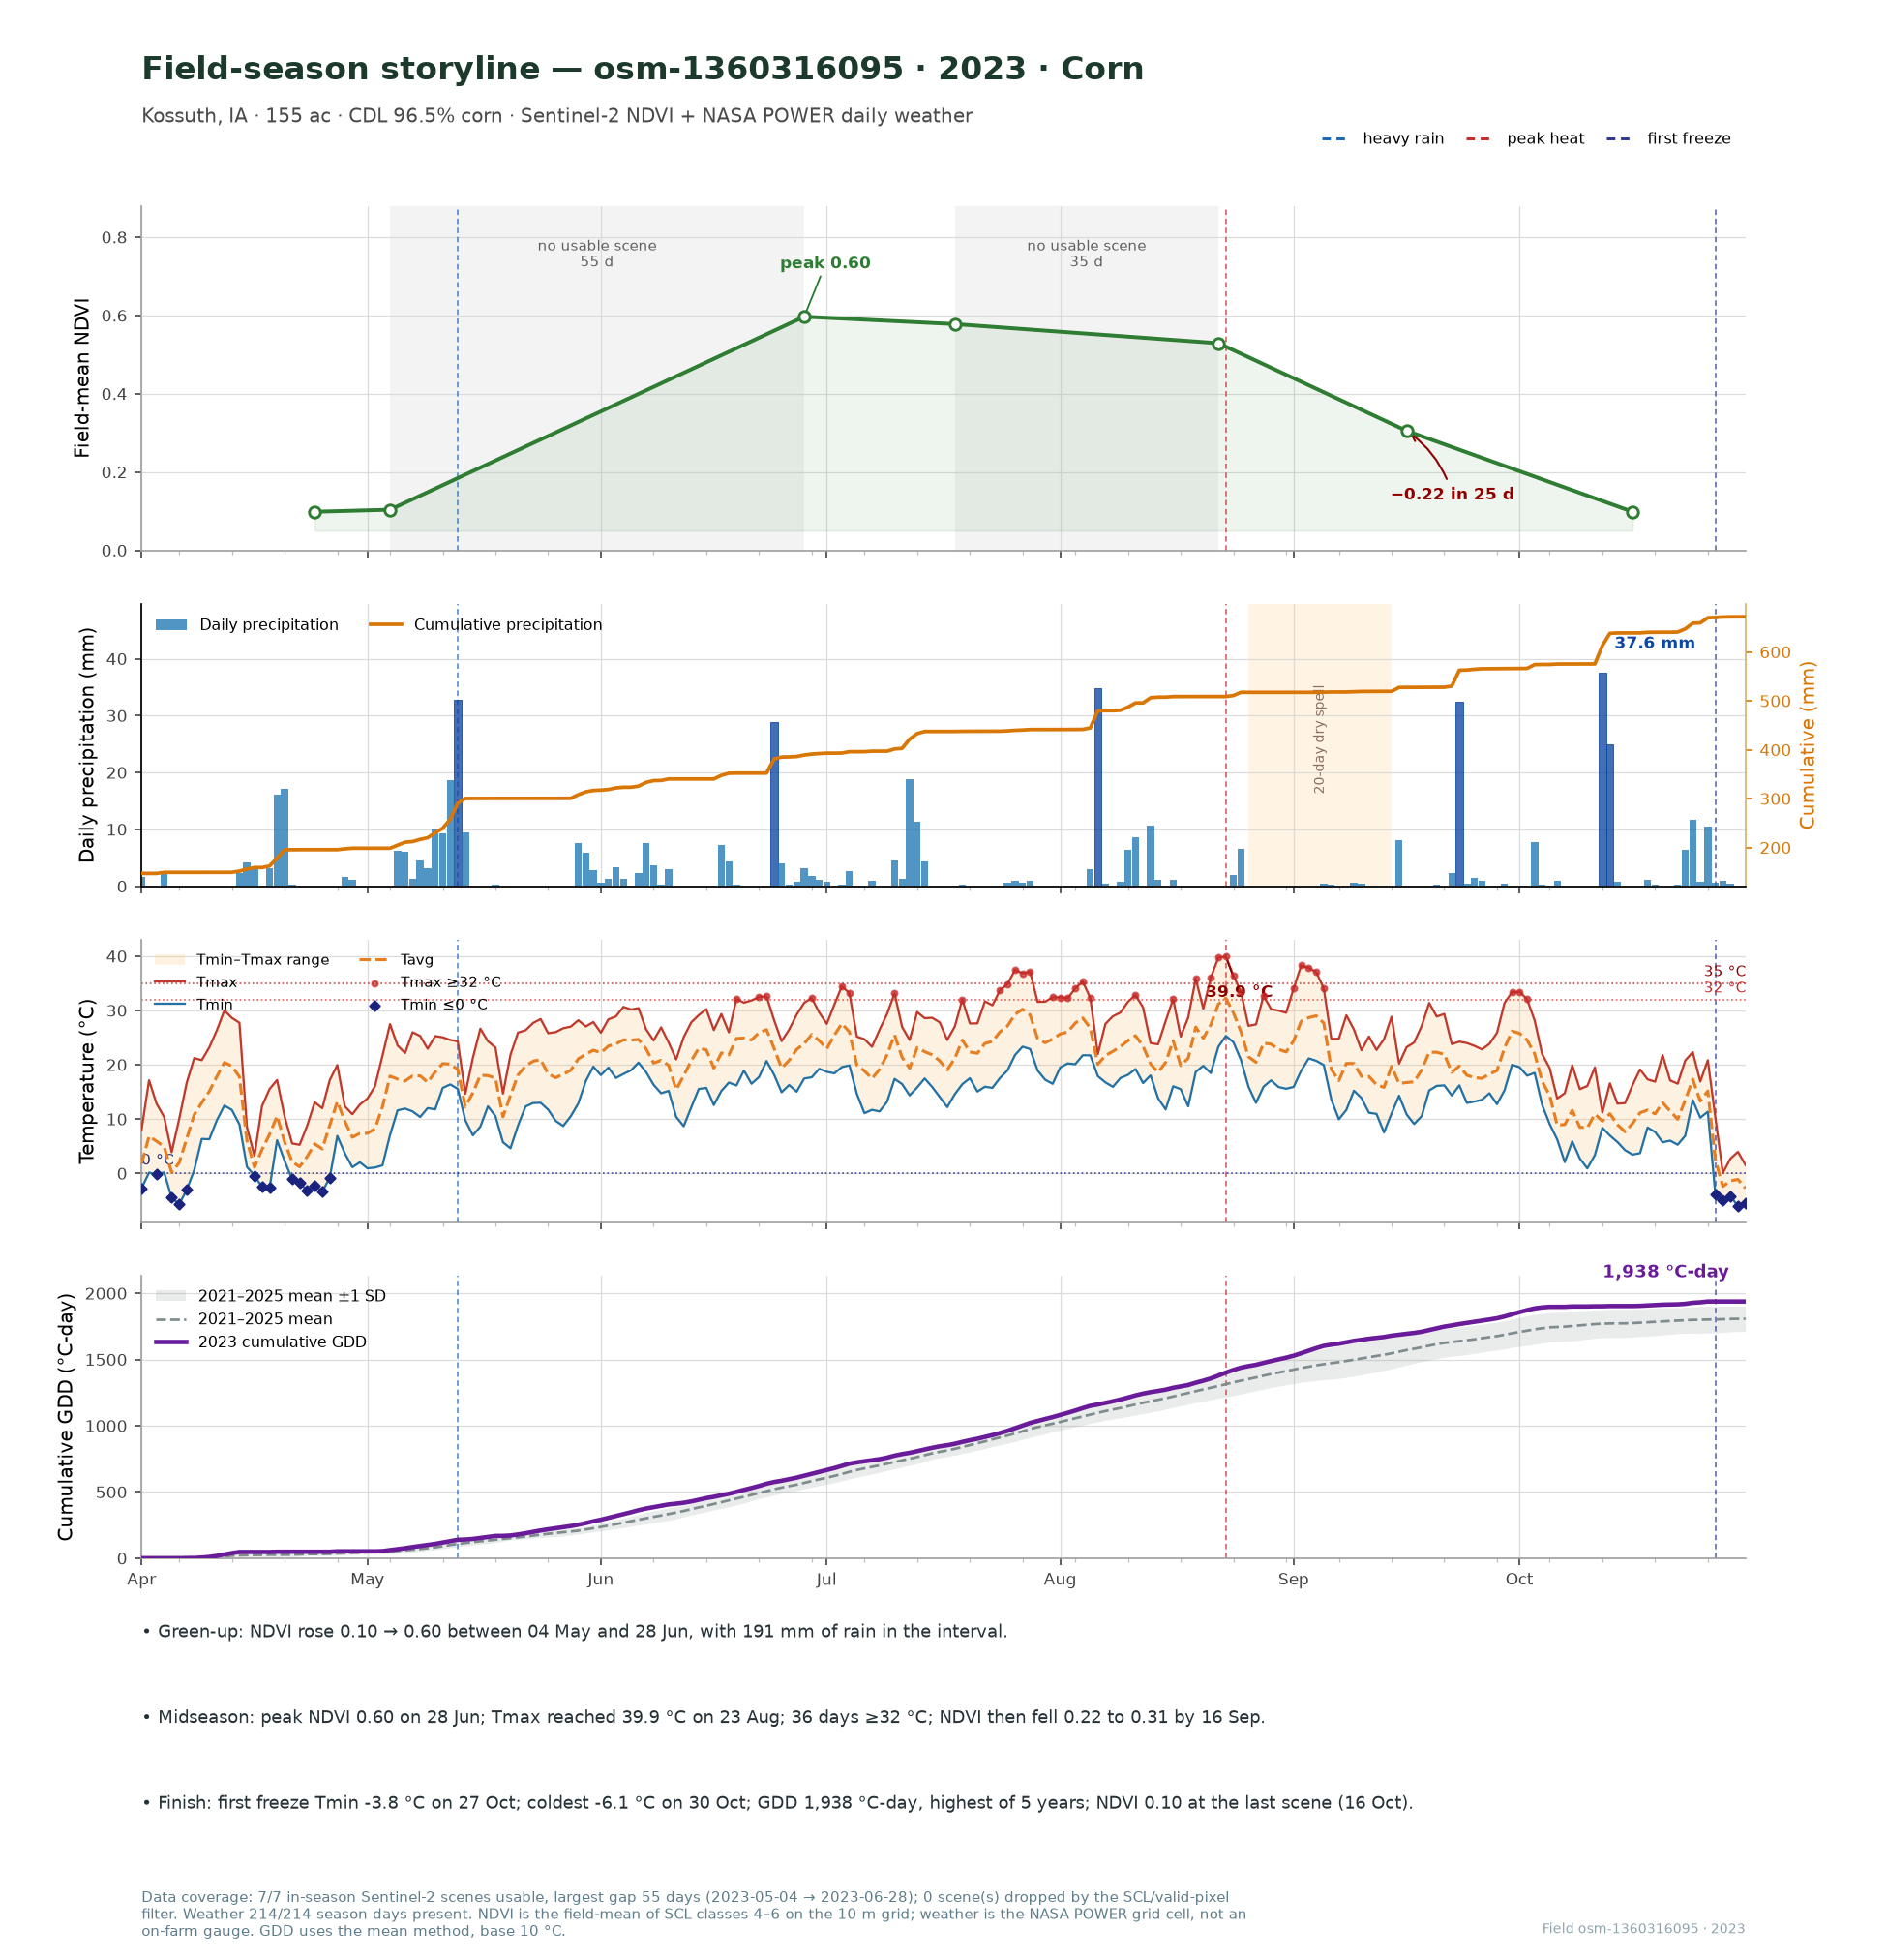 Field-season storyline — osm-1360316095 · 2023 · Corn
Kossuth, IA · 155 ac · CDL 96.5% corn · Sentinel-2 NDVI + NASA POWER daily weather
heavy rain
peak heat
first freeze
Field-mean NDVI
0.8
0.6
0.4
0.2
0.0
no usable scene
55 d
peak 0.60
no usable scene
35 d
−0.22 in 25 d
Daily precipitation (mm)
40
30
20
10
0
Daily precipitation
Cumulative precipitation
20-day dry spell
37.6 mm
600
500
400
300
200
Cumulative (mm)
Temperature (°C)
40
30
20
10
0
Tmin–Tmax range
Tmax
Tmin
Tavg
Tmax ≥32 °C
Tmin ≤0 °C
0 °C
39.9 °C
35 °C
32 °C
Cumulative GDD (°C-day)
2000
1500
1000
500
0
2021–2025 mean ±1 SD
2021–2025 mean
2023 cumulative GDD
1,938 °C-day
Apr
May
Jun
Jul
Aug
Sep
Oct
• Green-up: NDVI rose 0.10 → 0.60 between 04 May and 28 Jun, with 191 mm of rain in the interval.
• Midseason: peak NDVI 0.60 on 28 Jun; Tmax reached 39.9 °C on 23 Aug; 36 days ≥32 °C; NDVI then fell 0.22 to 0.31 by 16 Sep.
• Finish: first freeze Tmin -3.8 °C on 27 Oct; coldest -6.1 °C on 30 Oct; GDD 1,938 °C-day, highest of 5 years; NDVI 0.10 at the last scene (16 Oct).
Data coverage: 7/7 in-season Sentinel-2 scenes usable, largest gap 55 days (2023-05-04 → 2023-06-28); 0 scene(s) dropped by the SCL/valid-pixel
filter. Weather 214/214 season days present. NDVI is the field-mean of SCL classes 4–6 on the 10 m grid; weather is the NASA POWER grid cell, not an
on-farm gauge. GDD uses the mean method, base 10 °C.
Field osm-1360316095 · 2023